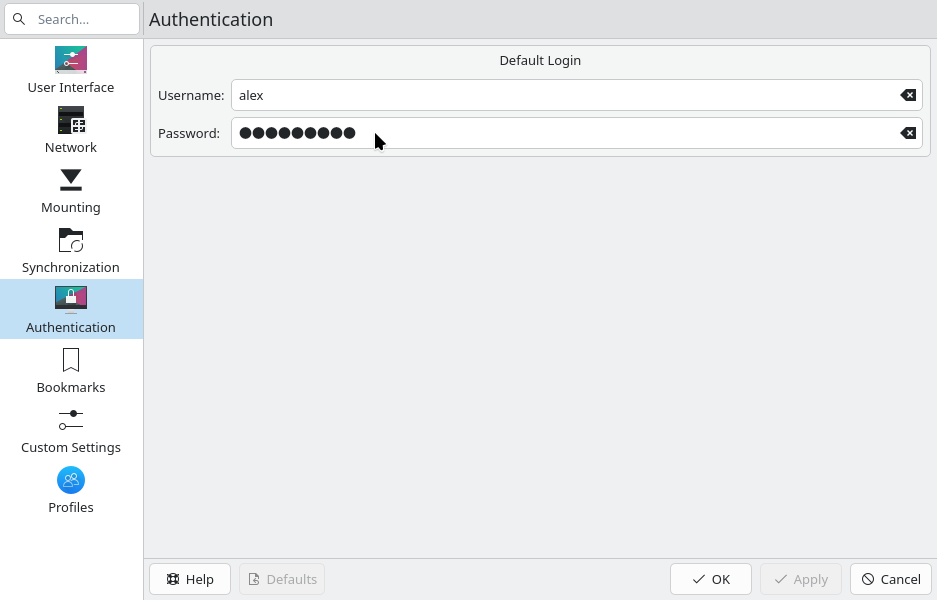 Search...
Authentication
User Interface
Network
Mounting
Synchronization
Authentication
Bookmarks
Custom Settings
Profiles
Default Login
Username: alex
Password: ●●●●●●●●●
Help
Defaults
OK
Apply
Cancel